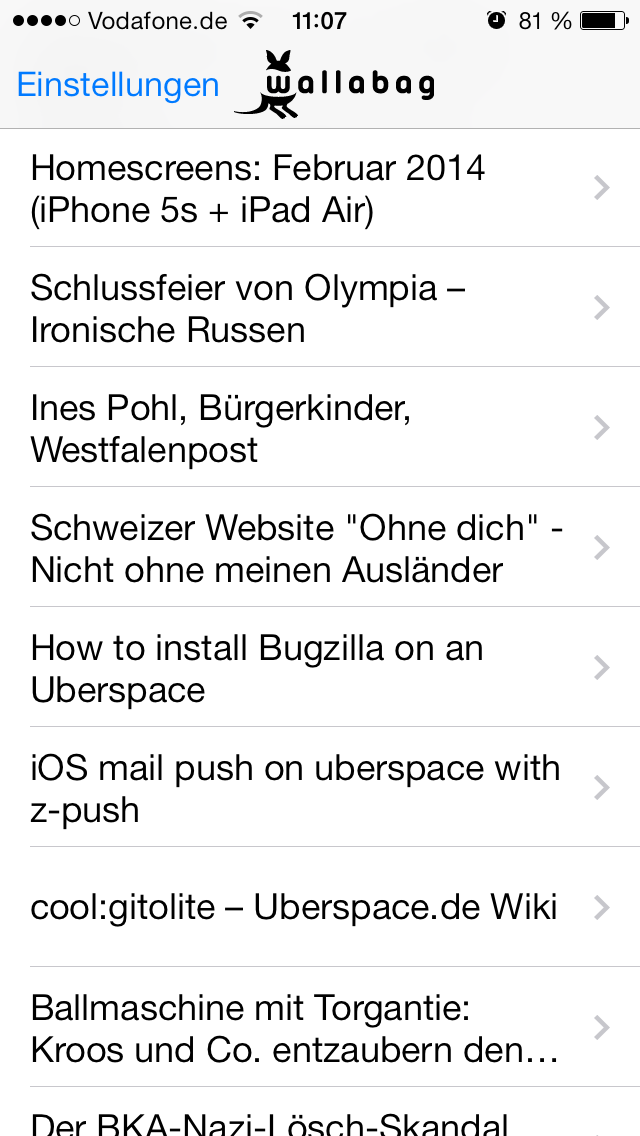 Vodafone.de 11:07 81 %
Einstellungen wallabag
Homescreens: Februar 2014
(iPhone 5s + iPad Air)
Schlussfeier von Olympia –
Ironische Russen
Ines Pohl, Bürgerkinder,
Westfalenpost
Schweizer Website "Ohne dich" -
Nicht ohne meinen Ausländer
How to install Bugzilla on an
Uberspace
iOS mail push on uberspace with
z-push
cool:gitolite – Uberspace.de Wiki
Ballmaschine mit Torgantie:
Kroos und Co. entzaubern den…
Der BKA-Nazi-Lösch-Skandal